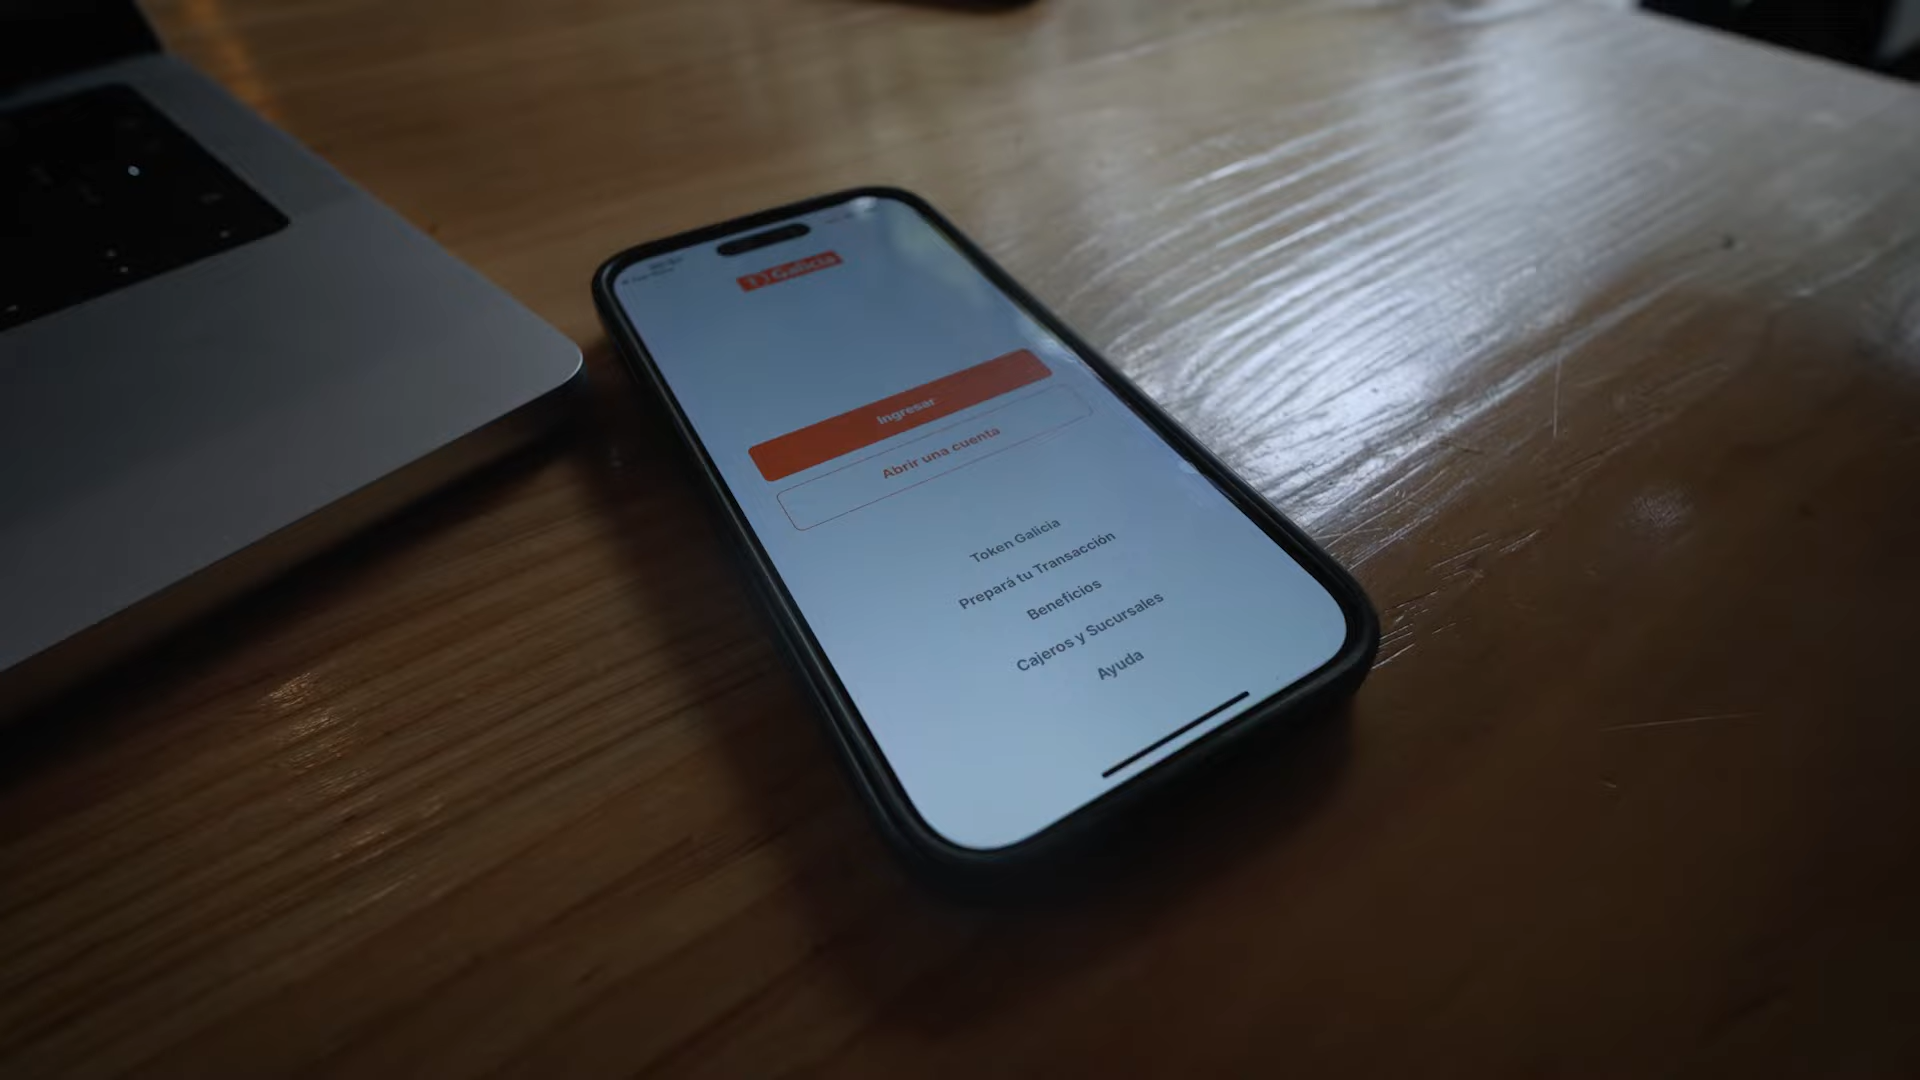 Galicia
Ingresar
Abrir una cuenta
Token Galicia
Prepará tu Transacción
Beneficios
Cajeros y Sucursales
Ayuda